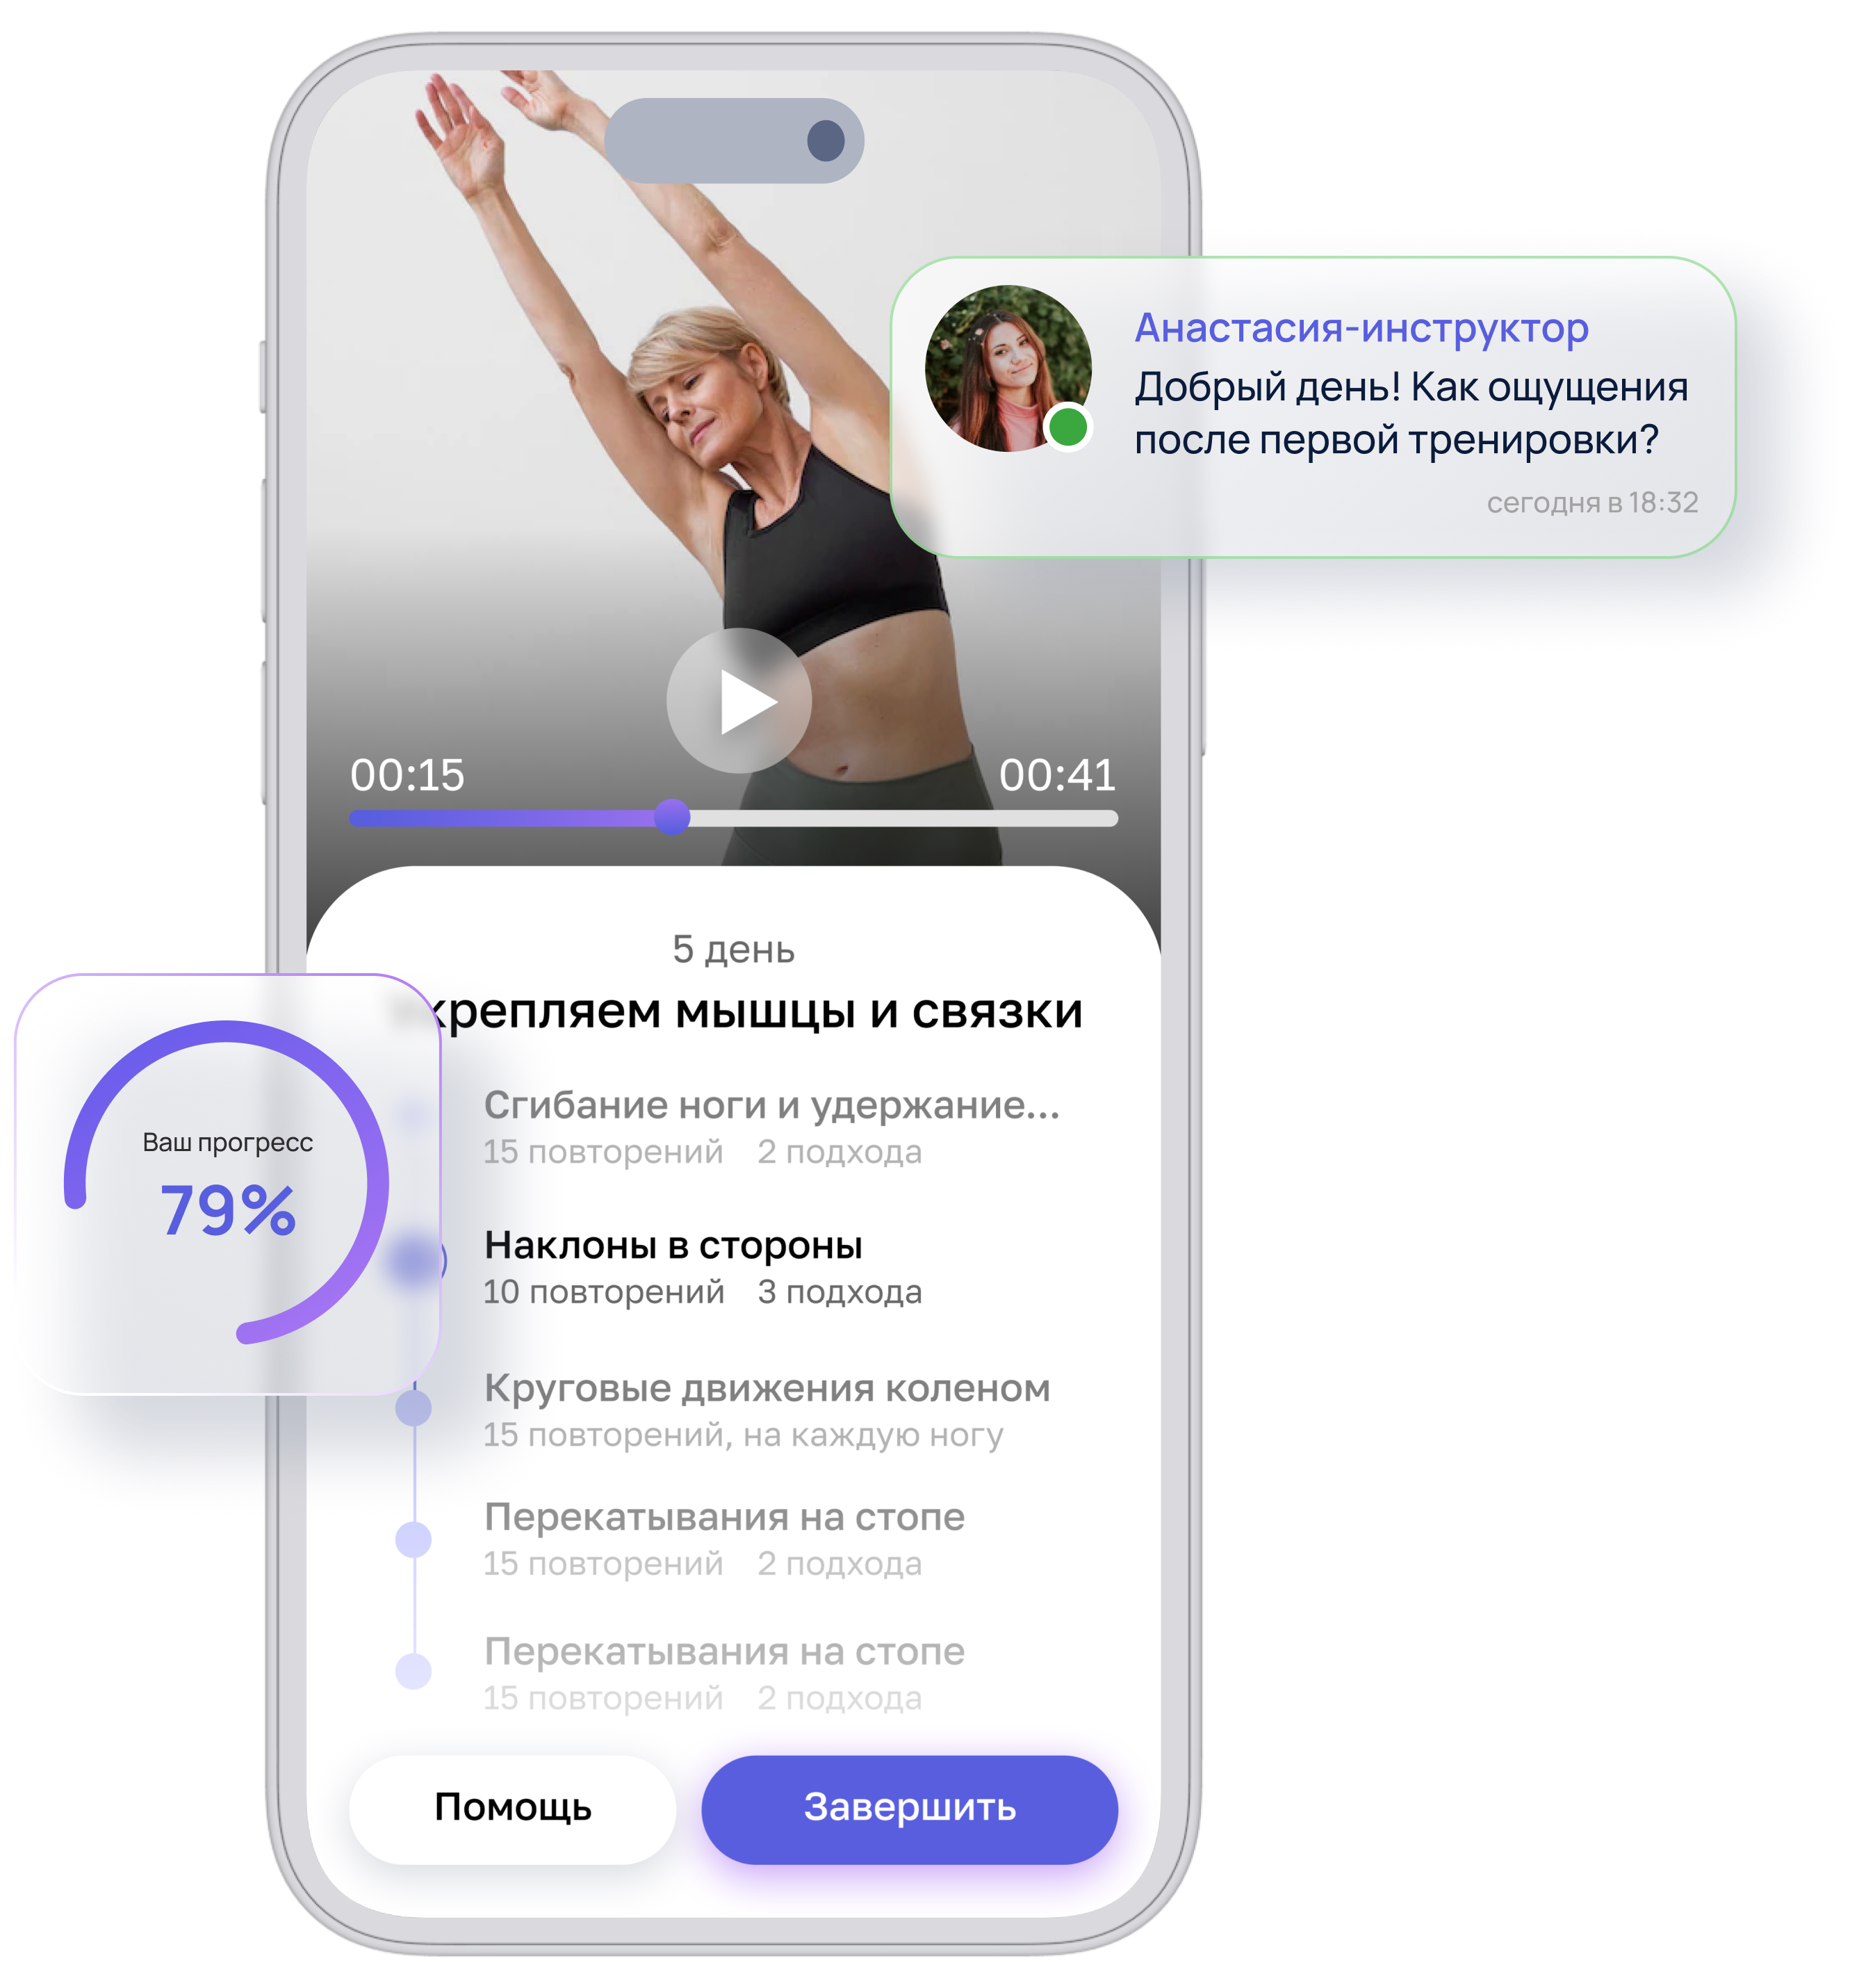 Анастасия-инструктор
Добрый день! Как ощущения
после первой тренировки?
сегодня в 18:32
00:15
00:41
5 день
крепляем мышцы и связки
Ваш прогресс
79%
Сгибание ноги и удержание...
15 повторений 2 подхода
Наклоны в стороны
10 повторений 3 подхода
Круговые движения коленом
15 повторений, на каждую ногу
Перекатывания на стопе
15 повторений 2 подхода
Перекатывания на стопе
15 повторений 2 подхода
Помощь
Завершить